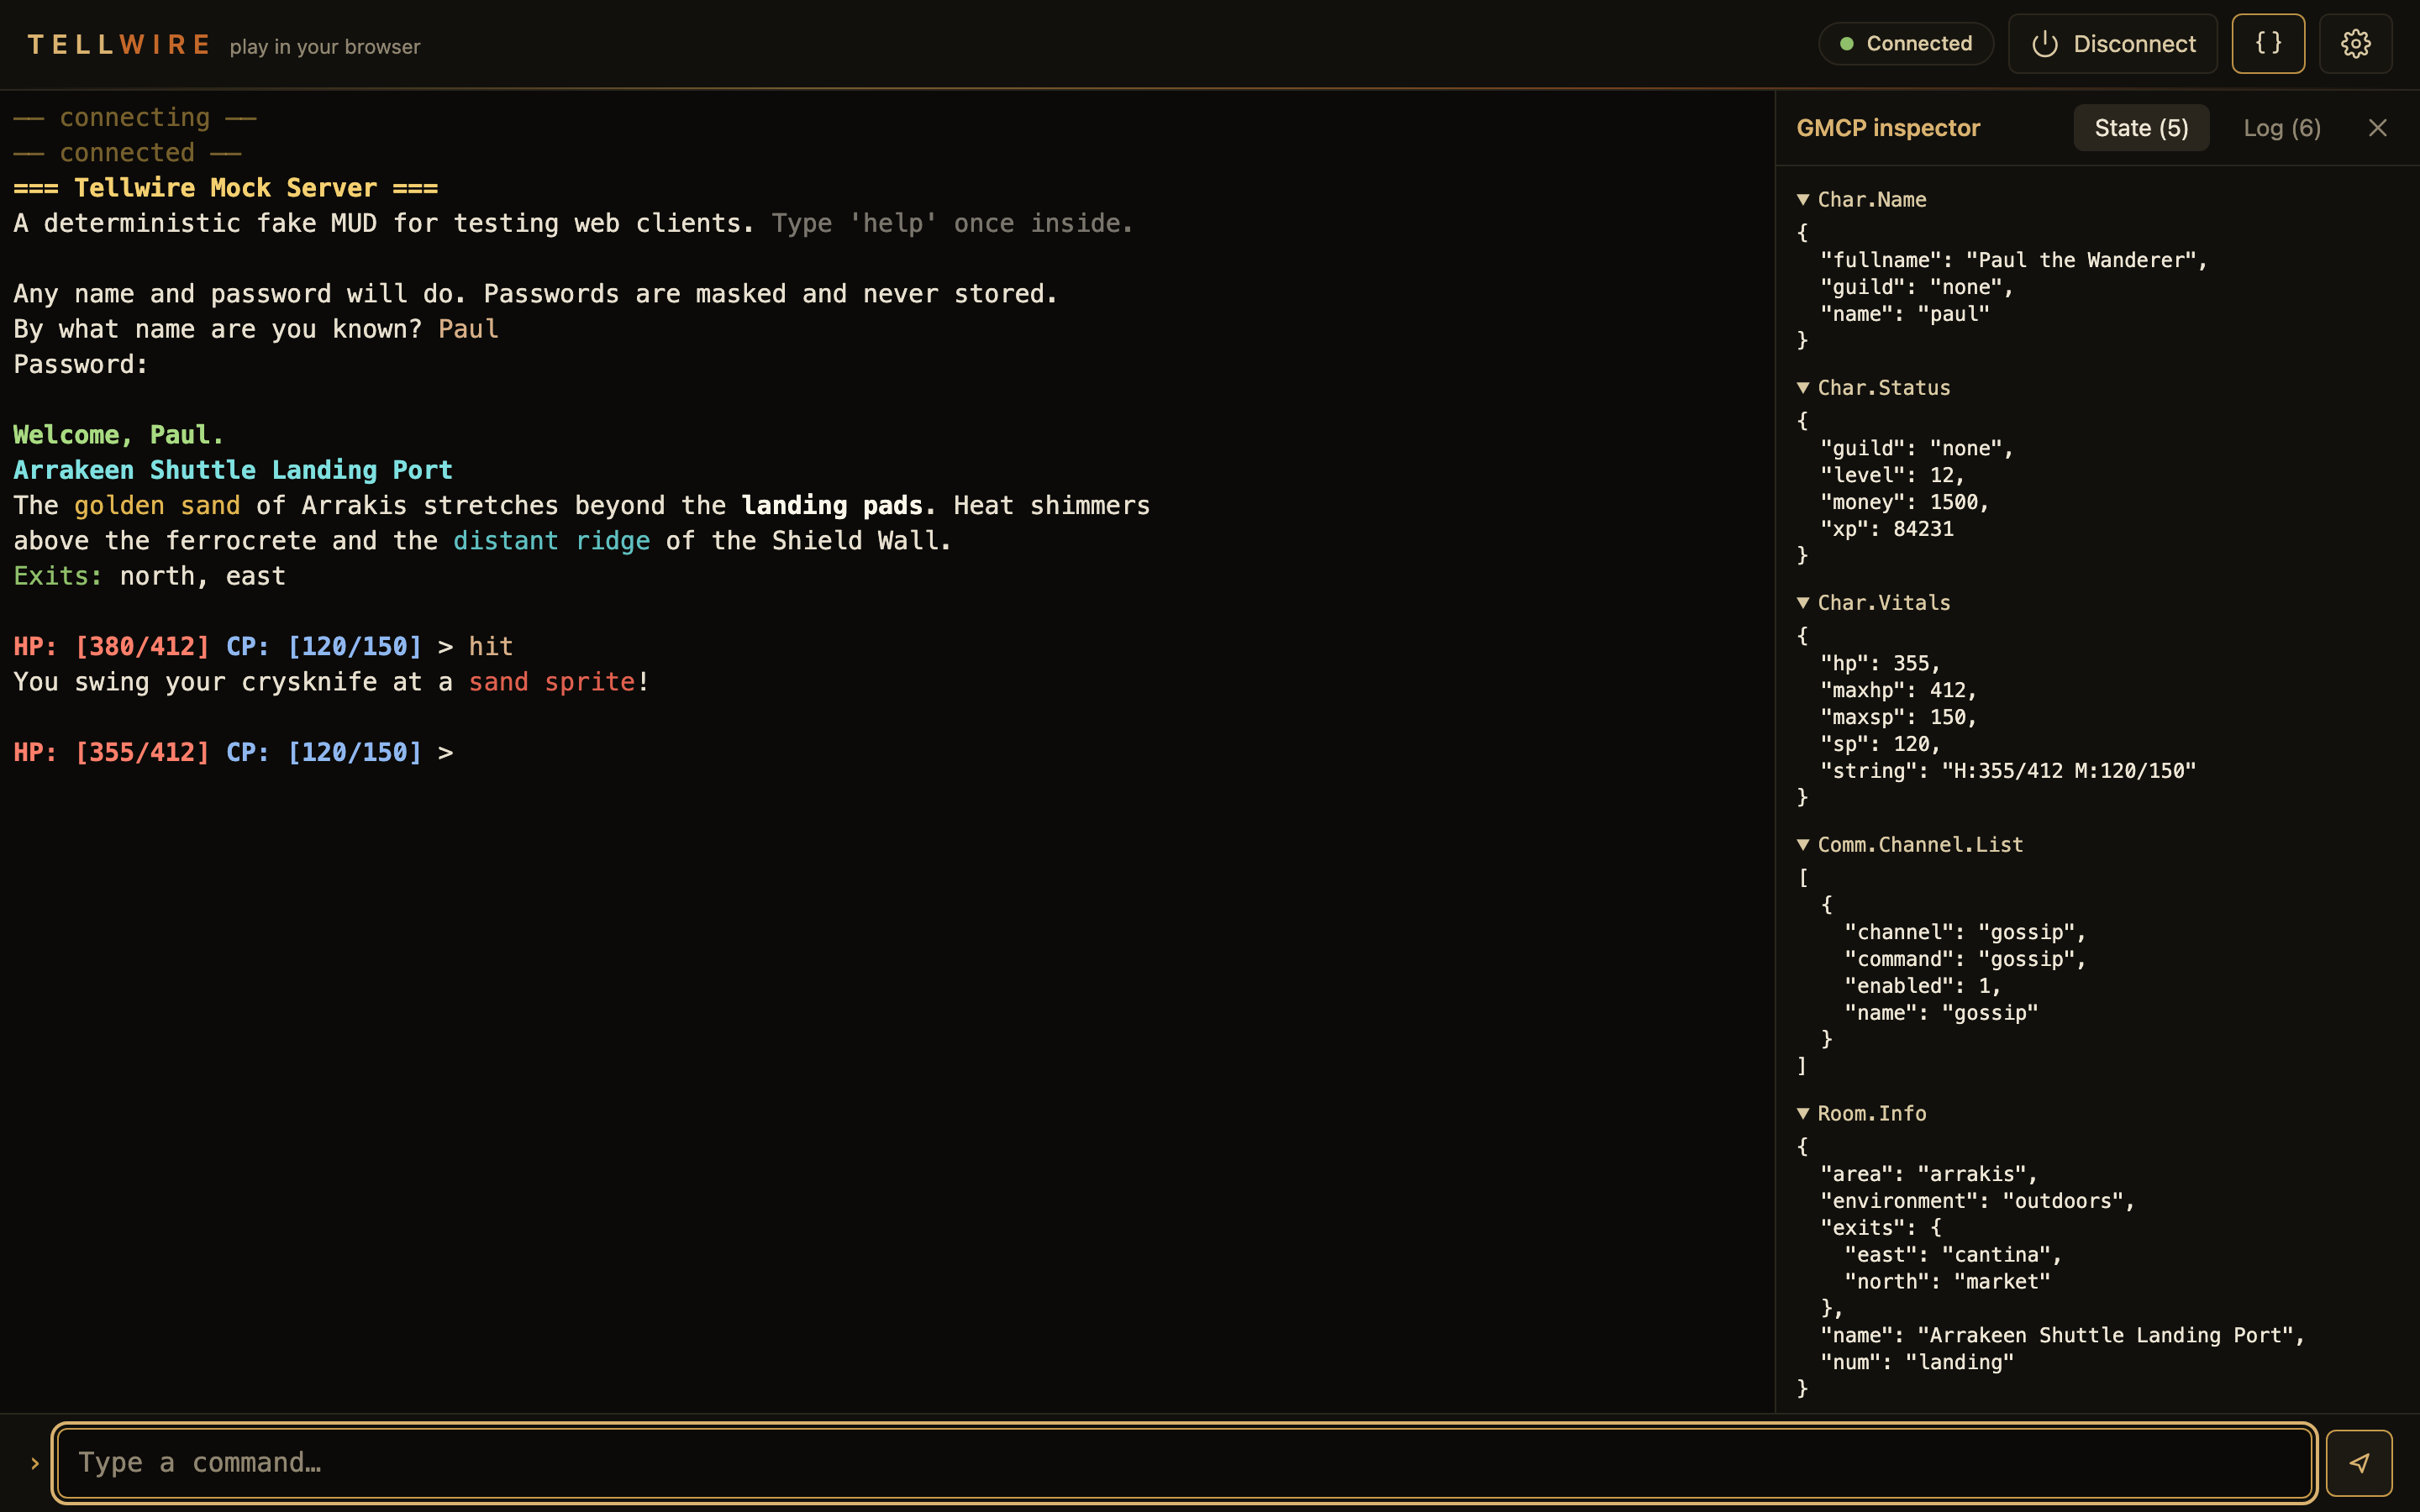 TELLWIRE play in your browser
Connected
Disconnect
{}
—— connecting ——
—— connected ——
=== Tellwire Mock Server ===
A deterministic fake MUD for testing web clients. Type 'help' once inside.
Any name and password will do. Passwords are masked and never stored.
By what name are you known? Paul
Password:
Welcome, Paul.
Arrakeen Shuttle Landing Port
The golden sand of Arrakis stretches beyond the landing pads. Heat shimmers
above the ferrocrete and the distant ridge of the Shield Wall.
Exits: north, east
HP: [380/412] CP: [120/150] > hit
You swing your crysknife at a sand sprite!
HP: [355/412] CP: [120/150] >
GMCP inspector
State (5)
Log (6)
▼ Char.Name
{
  "fullname": "Paul the Wanderer",
  "guild": "none",
  "name": "paul"
}
▼ Char.Status
{
  "guild": "none",
  "level": 12,
  "money": 1500,
  "xp": 84231
}
▼ Char.Vitals
{
  "hp": 355,
  "maxhp": 412,
  "maxsp": 150,
  "sp": 120,
  "string": "H:355/412 M:120/150"
}
▼ Comm.Channel.List
[
  {
    "channel": "gossip",
    "command": "gossip",
    "enabled": 1,
    "name": "gossip"
  }
]
▼ Room.Info
{
  "area": "arrakis",
  "environment": "outdoors",
  "exits": {
    "east": "cantina",
    "north": "market"
  },
  "name": "Arrakeen Shuttle Landing Port",
  "num": "landing"
}
› Type a command…